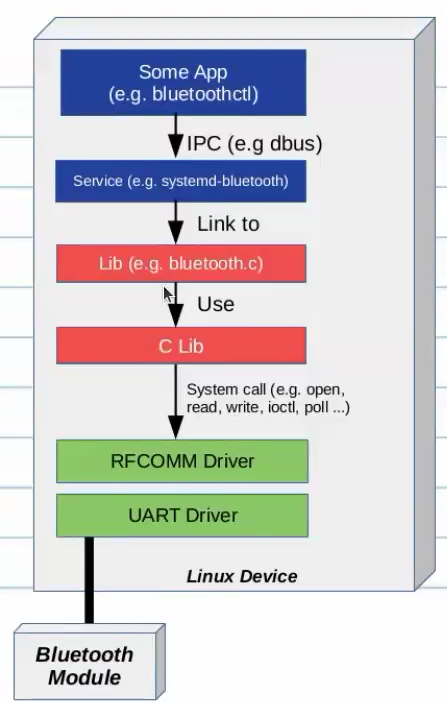 Some App
(e.g. bluetoothctl)
IPC (e.g dbus)
Service (e.g. systemd-bluetooth)
Link to
Lib (e.g. bluetooth.c)
Use
C Lib
System call (e.g. open,
read, write, ioctl, poll ...)
RFCOMM Driver
UART Driver
Linux Device
Bluetooth
Module